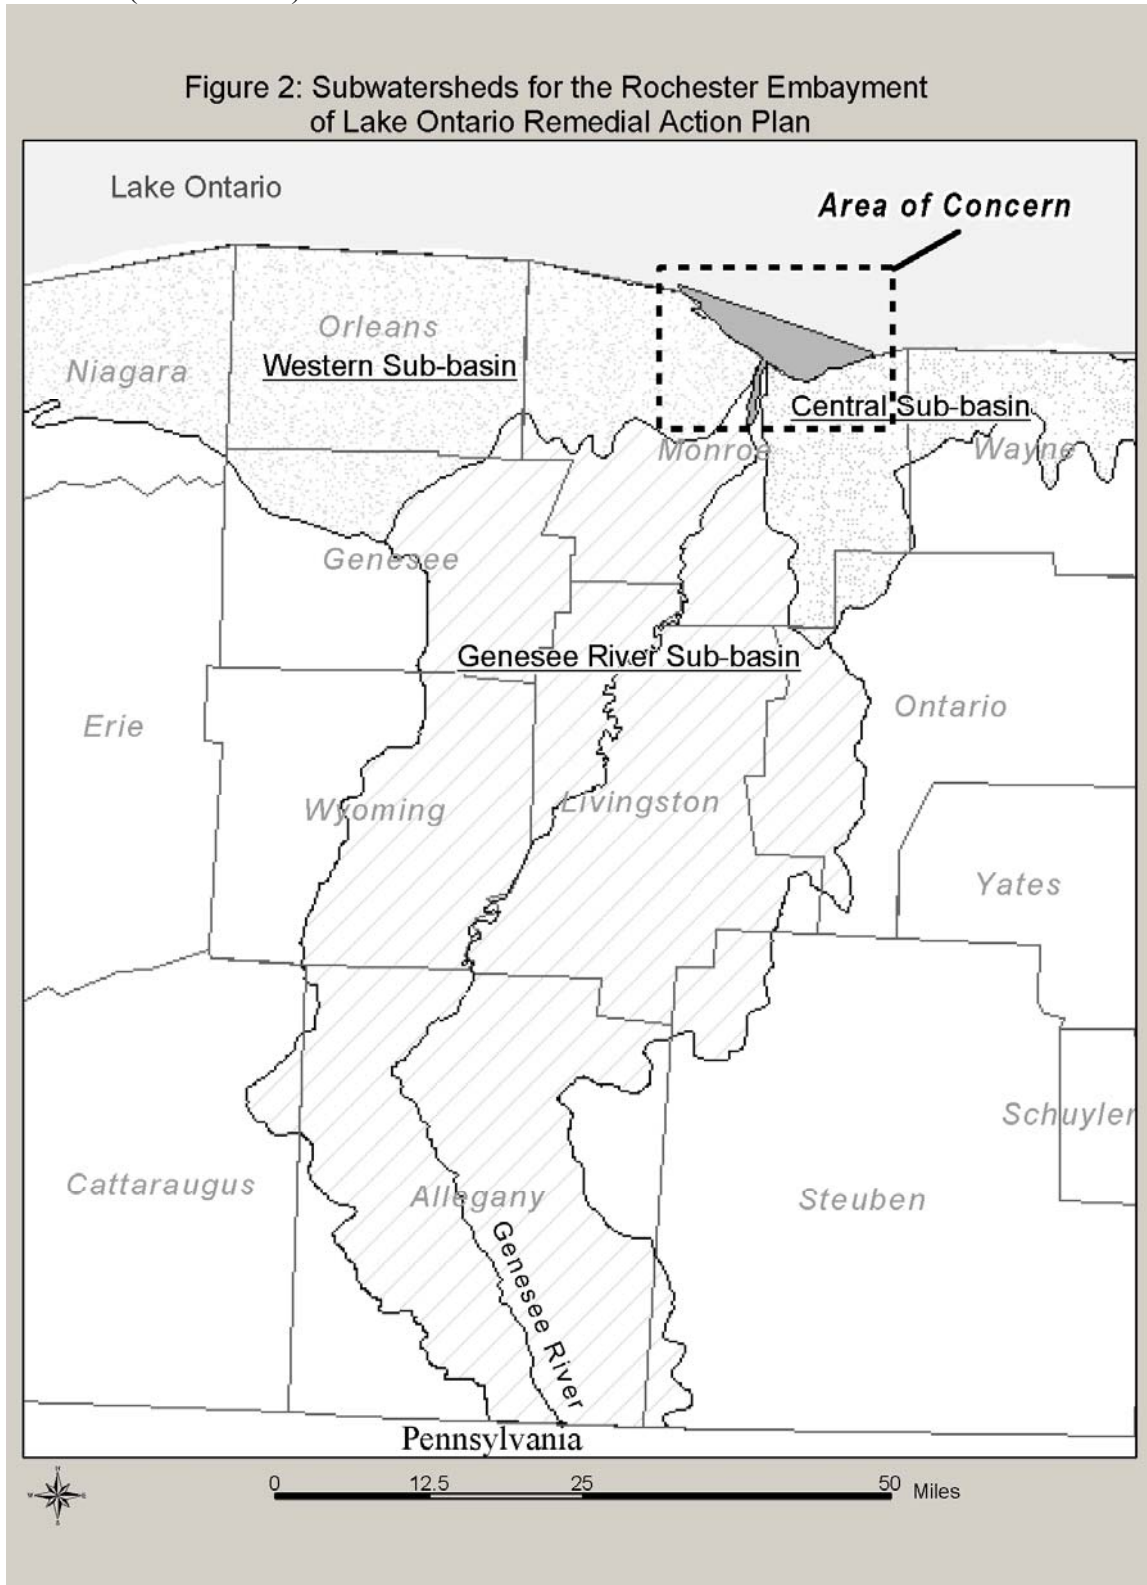 Figure 2: Subwatersheds for the Rochester Embayment
of Lake Ontario Remedial Action Plan
Lake Ontario
Area of Concern
Orleans
Western Sub-basin
Niagara
Central Sub-basin
Monroe
Wayne
Genesee
Genesee River Sub-basin
Ontario
Erie
Wyoming
Livingston
Yates
Schuyler
Cattaraugus
Allegany
Steuben
Genesee River
Pennsylvania
N
W E
S
0 12.5 25 50 Miles